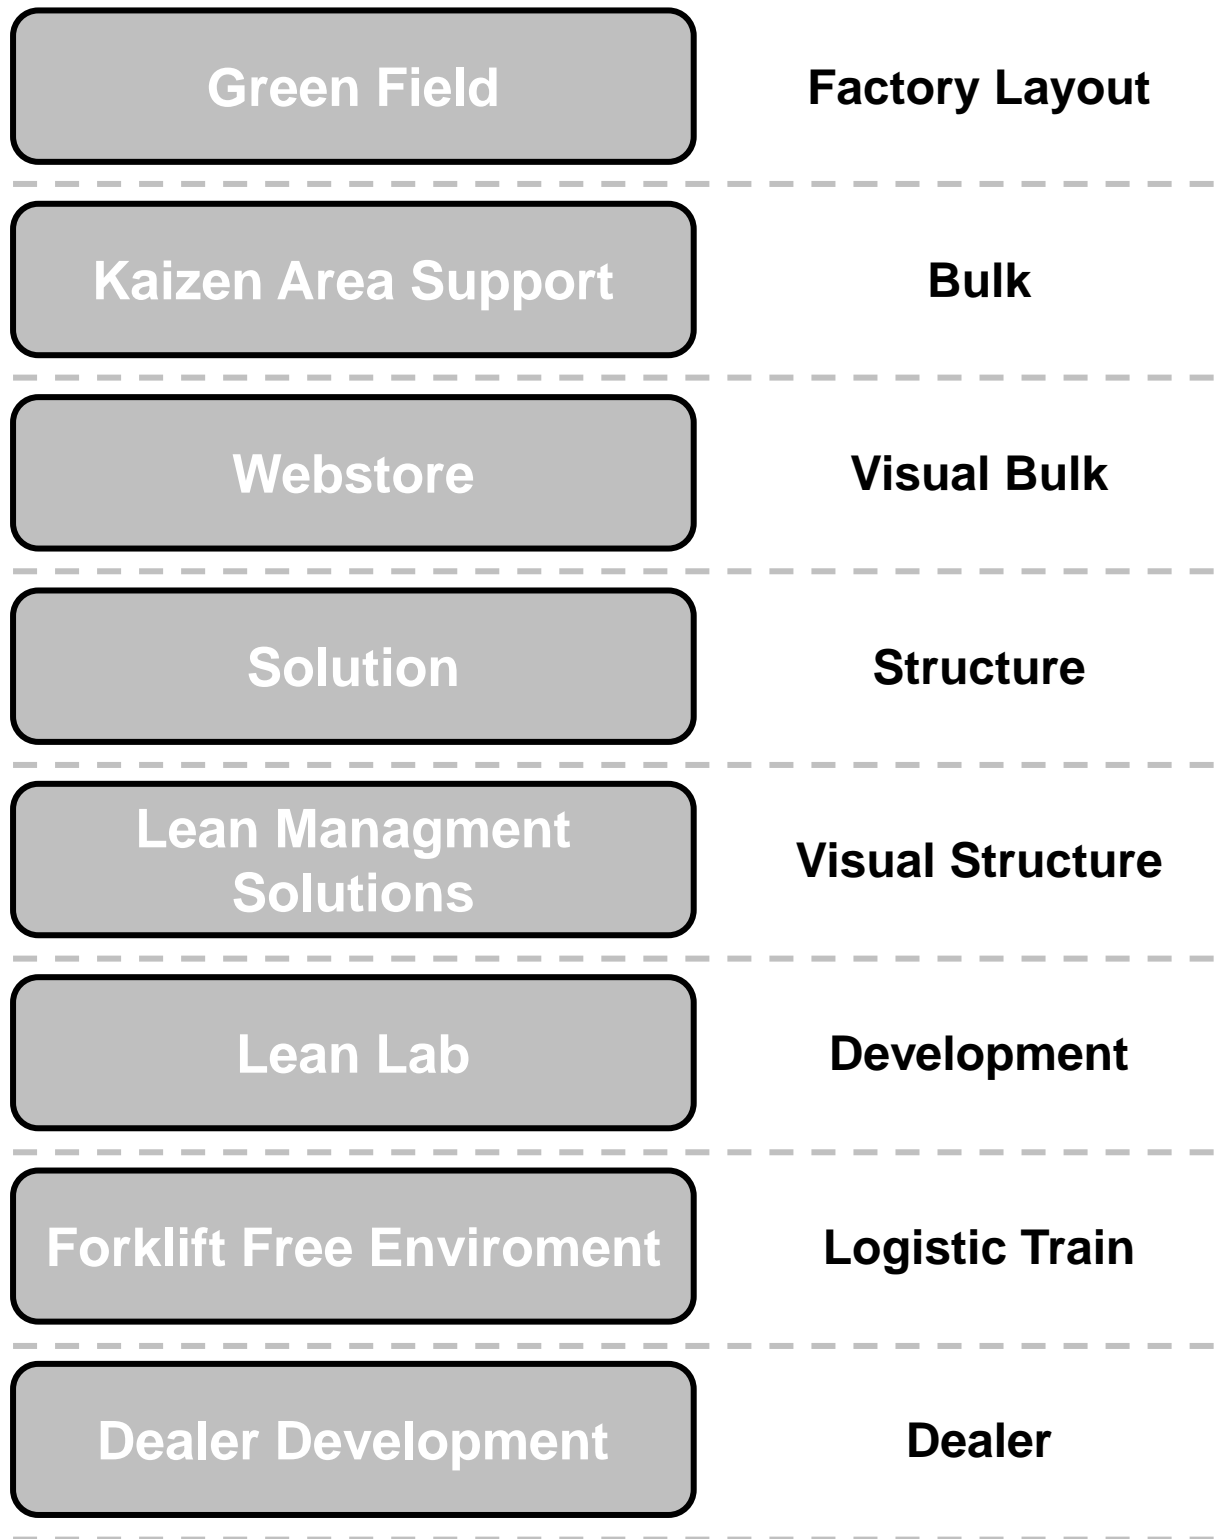 Green Field
Factory Layout
Kaizen Area Support
Bulk
Webstore
Visual Bulk
Solution
Structure
Lean Managment
Solutions
Visual Structure
Lean Lab
Development
Forklift Free Enviroment
Logistic Train
Dealer Development
Dealer